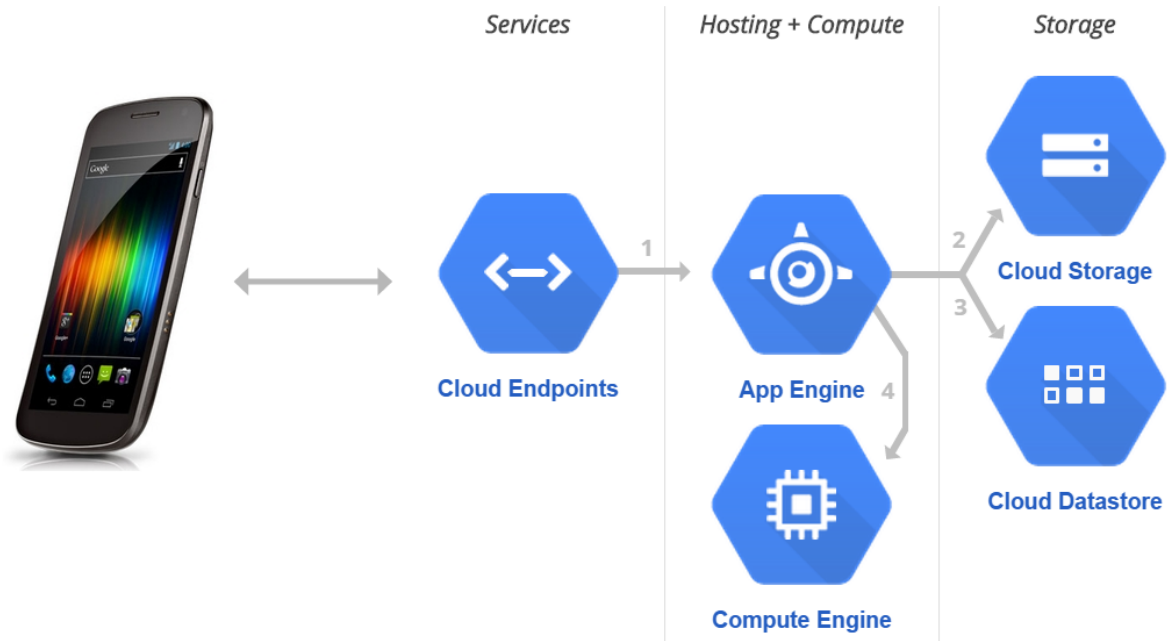 Services
Hosting + Compute
Storage
Google
1
2
3
4
Cloud Endpoints
App Engine
Cloud Storage
Cloud Datastore
Compute Engine